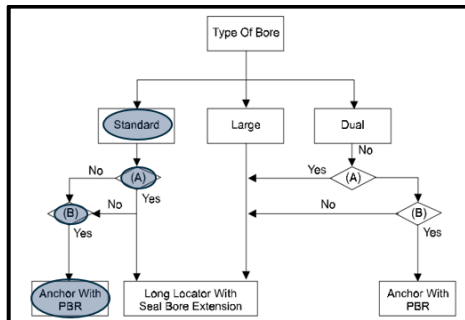 Type Of Bore
Standard
Large
Dual
No
No
(A)
Yes
(A)
Yes
(B)
No
No
(B)
Yes
Yes
Anchor With
PBR
Long Locator With
Seal Bore Extension
Anchor With
PBR